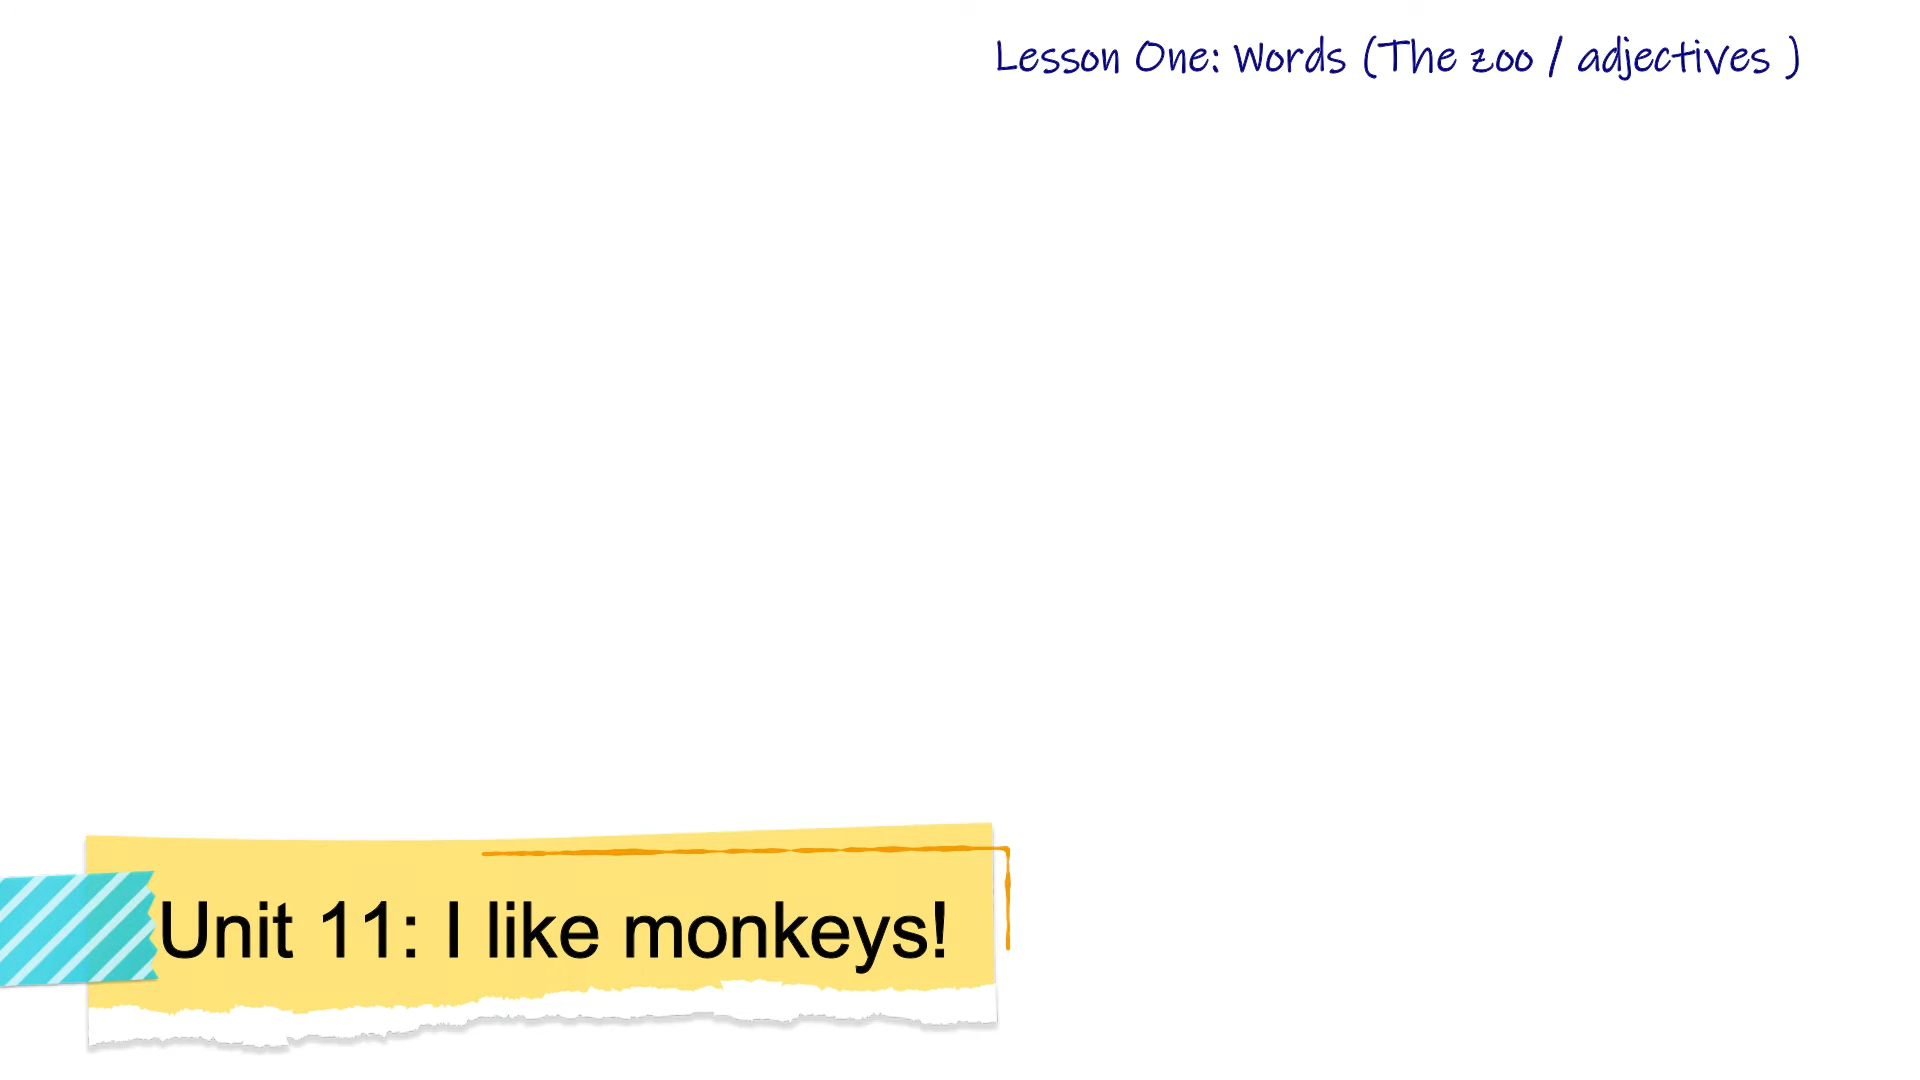 Lesson One: Words (The zoo / adjectives )
Unit 11: I like monkeys!